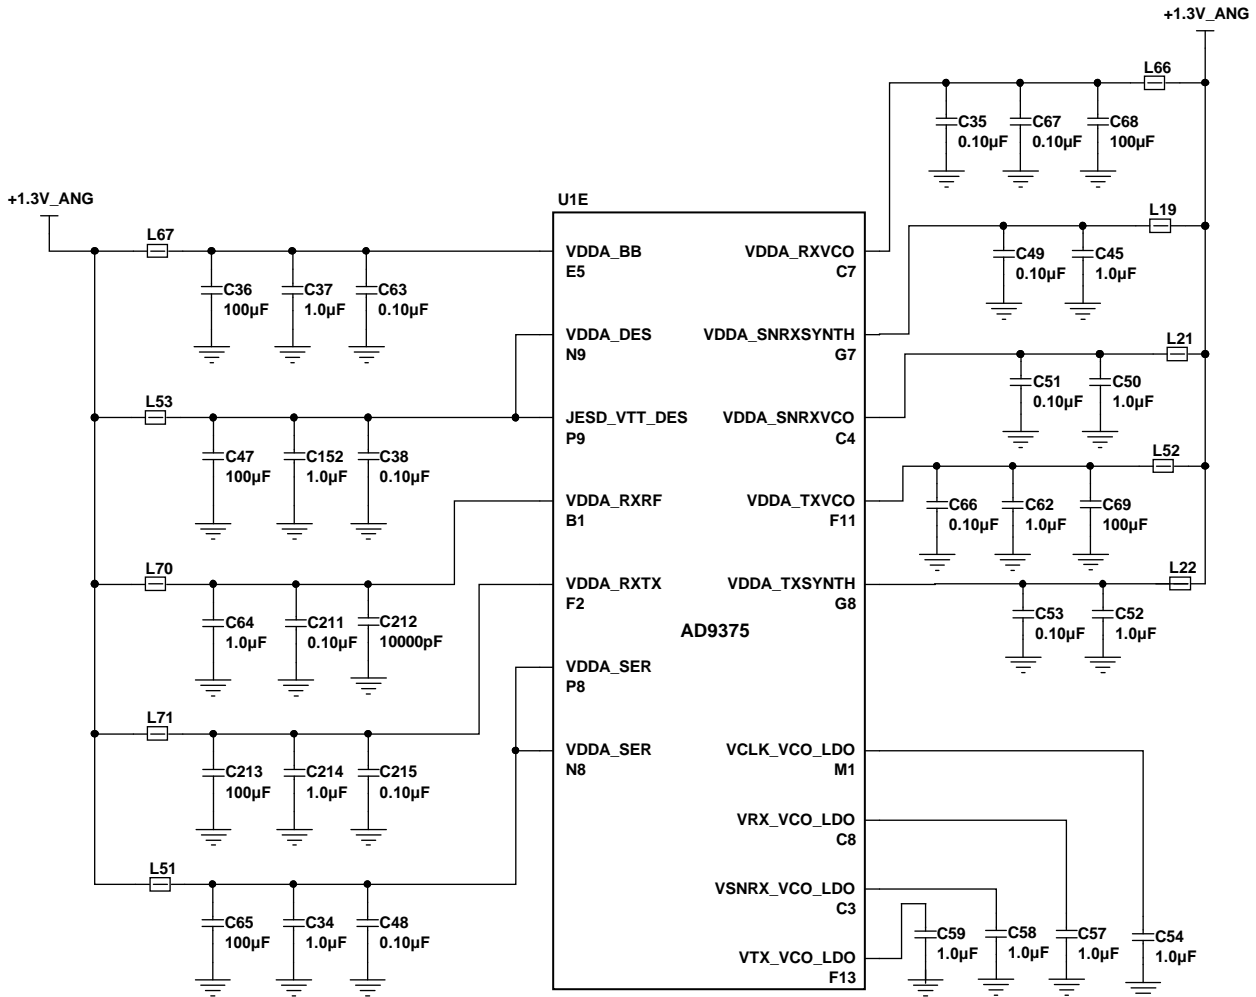 +1.3V_ANG
L66
C35
0.10µF
C67
0.10µF
C68
100µF
+1.3V_ANG
U1E
L19
C49
0.10µF
C45
1.0µF
L67
C36
100µF
C37
1.0µF
C63
0.10µF
VDDA_BB
E5
VDDA_RXVCO
C7
VDDA_DES
N9
VDDA_SNRXSYNTH
G7
L21
C51
0.10µF
C50
1.0µF
L53
C47
100µF
C152
1.0µF
C38
0.10µF
JESD_VTT_DES
P9
VDDA_SNRXVCO
C4
L52
C66
0.10µF
C62
1.0µF
C69
100µF
VDDA_RXRF
B1
VDDA_TXVCO
F11
L70
C64
1.0µF
C211
0.10µF
C212
10000pF
VDDA_RXTX
F2
VDDA_TXSYNTH
G8
L22
C53
0.10µF
C52
1.0µF
AD9375
VDDA_SER
P8
L71
C213
100µF
C214
1.0µF
C215
0.10µF
VDDA_SER
N8
VCLK_VCO_LDO
M1
VRX_VCO_LDO
C8
L51
C65
100µF
C34
1.0µF
C48
0.10µF
VSNRX_VCO_LDO
C3
VTX_VCO_LDO
F13
C59
1.0µF
C58
1.0µF
C57
1.0µF
C54
1.0µF